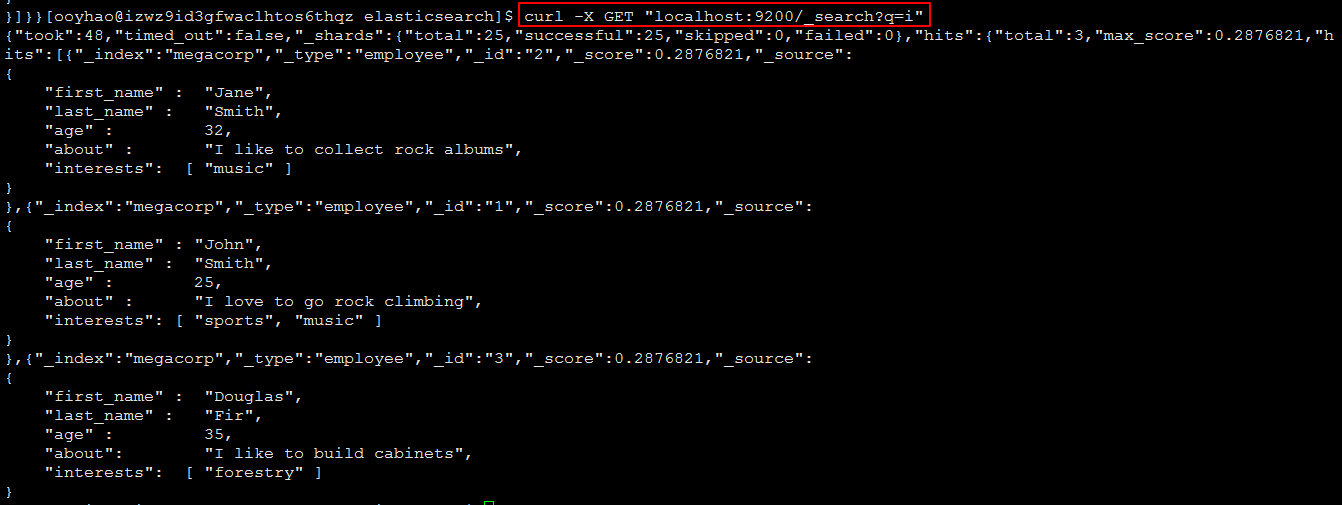 }]}}[ooyhao@izwz9id3gfwaclhtos6thqz elasticsearch]$ curl -X GET "localhost:9200/_search?q=i"
{"took":48,"timed_out":false,"_shards":{"total":25,"successful":25,"skipped":0,"failed":0},"hits":{"total":3,"max_score":0.2876821,"h
its":[{"_index":"megacorp","_type":"employee","_id":"2","_score":0.2876821,"_source":
{
    "first_name" :  "Jane",
    "last_name" :   "Smith",
    "age" :         32,
    "about" :       "I like to collect rock albums",
    "interests":  [ "music" ]
}
},{"_index":"megacorp","_type":"employee","_id":"1","_score":0.2876821,"_source":
{
    "first_name" : "John",
    "last_name" :  "Smith",
    "age" :        25,
    "about" :      "I love to go rock climbing",
    "interests": [ "sports", "music" ]
}
},{"_index":"megacorp","_type":"employee","_id":"3","_score":0.2876821,"_source":
{
    "first_name" :  "Douglas",
    "last_name" :   "Fir",
    "age" :         35,
    "about":        "I like to build cabinets",
    "interests":  [ "forestry" ]
}